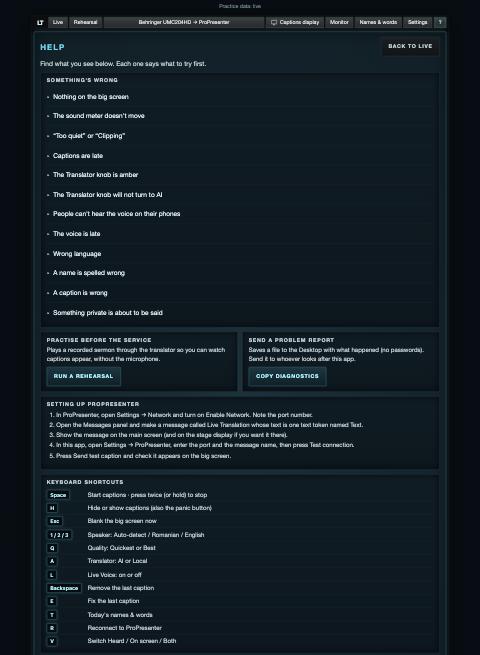 Practice data: live
LT Live Rehearsal Behringer UMC204HD → ProPresenter Captions display Monitor Names & words Settings ?
HELP
BACK TO LIVE
Find what you see below. Each one says what to try first.
SOMETHING'S WRONG
Nothing on the big screen
The sound meter doesn't move
"Too quiet" or "Clipping"
Captions are late
The Translator knob is amber
The Translator knob will not turn to AI
People can't hear the voice on their phones
The voice is late
Wrong language
A name is spelled wrong
A caption is wrong
Something private is about to be said
PRACTISE BEFORE THE SERVICE
Plays a recorded sermon through the translator so you can watch
captions appear, without the microphone.
RUN A REHEARSAL
SEND A PROBLEM REPORT
Saves a file to the Desktop with what happened (no passwords).
Send it to whoever looks after this app.
COPY DIAGNOSTICS
SETTING UP PROPRESENTER
1. In ProPresenter, open Settings → Network and turn on Enable Network. Note the port number.
2. Open the Messages panel and make a message called Live Translation whose text is one text token named Text.
3. Show the message on the main screen (and on the stage display if you want it there).
4. In this app, open Settings → ProPresenter, enter the port and the message name, then press Test connection.
5. Press Send test caption and check it appears on the big screen.
KEYBOARD SHORTCUTS
Space Start captions · press twice (or hold) to stop
H Hide or show captions (also the panic button)
Esc Blank the big screen now
1 / 2 / 3 Speaker: Auto-detect / Romanian / English
Q Quality: Quickest or Best
A Translator: AI or Local
L Live Voice: on or off
Backspace Remove the last caption
E Fix the last caption
T Today's names & words
R Reconnect to ProPresenter
V Switch Heard / On screen / Both